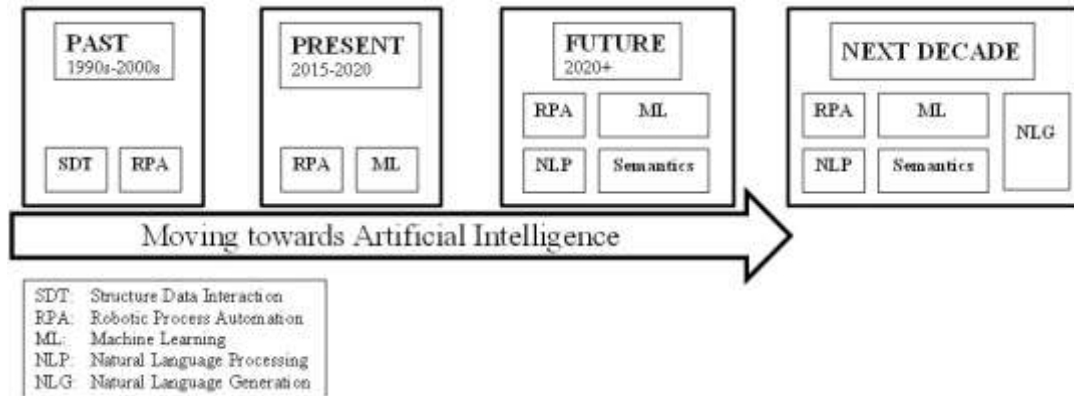 PAST
1990s-2000s
SDT
RPA
PRESENT
2015-2020
RPA
ML
FUTURE
2020+
RPA
ML
NLP
Semantics
NEXT DECADE
RPA
ML
NLG
NLP
Semantics
Moving towards Artificial Intelligence
SDT: Structure Data Interaction
RPA: Robotic Process Automation
ML: Machine Learning
NLP: Natural Language Processing
NLG: Natural Language Generation